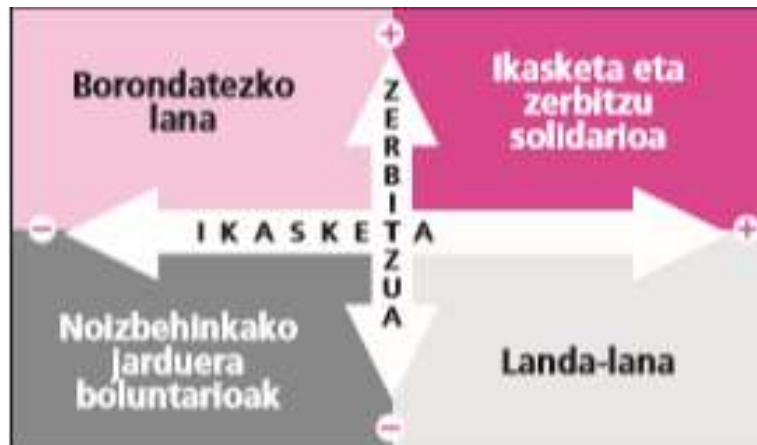 Borondatezko
lana
Ikasketa eta
zerbitzu
solidarioa
+
ZERBITZUA
− IKASKETA +
Noizbehinkako
jarduera
boluntarioak
Landa-lana
−